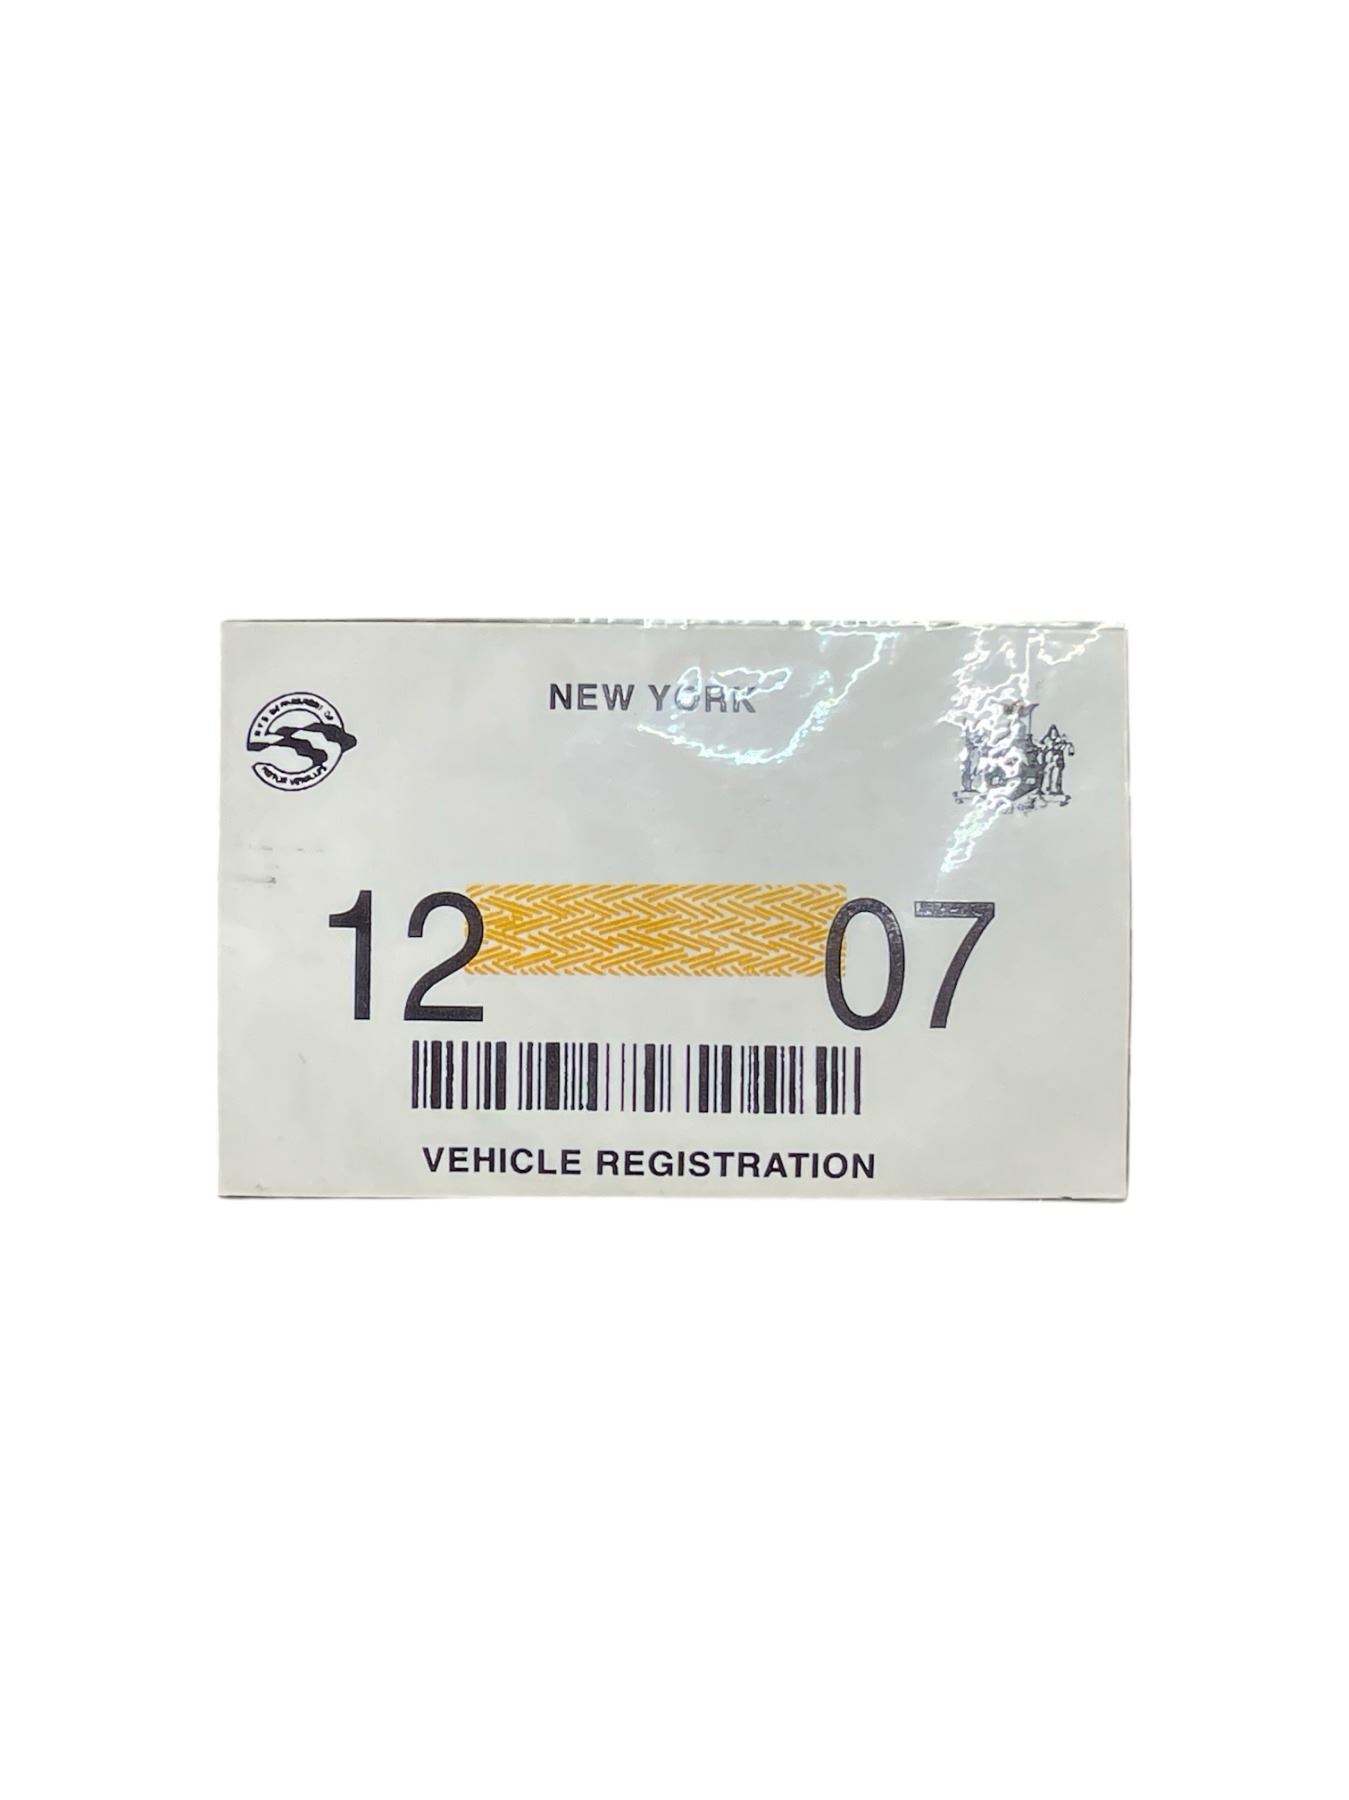 NEW YORK
12 07
VEHICLE REGISTRATION